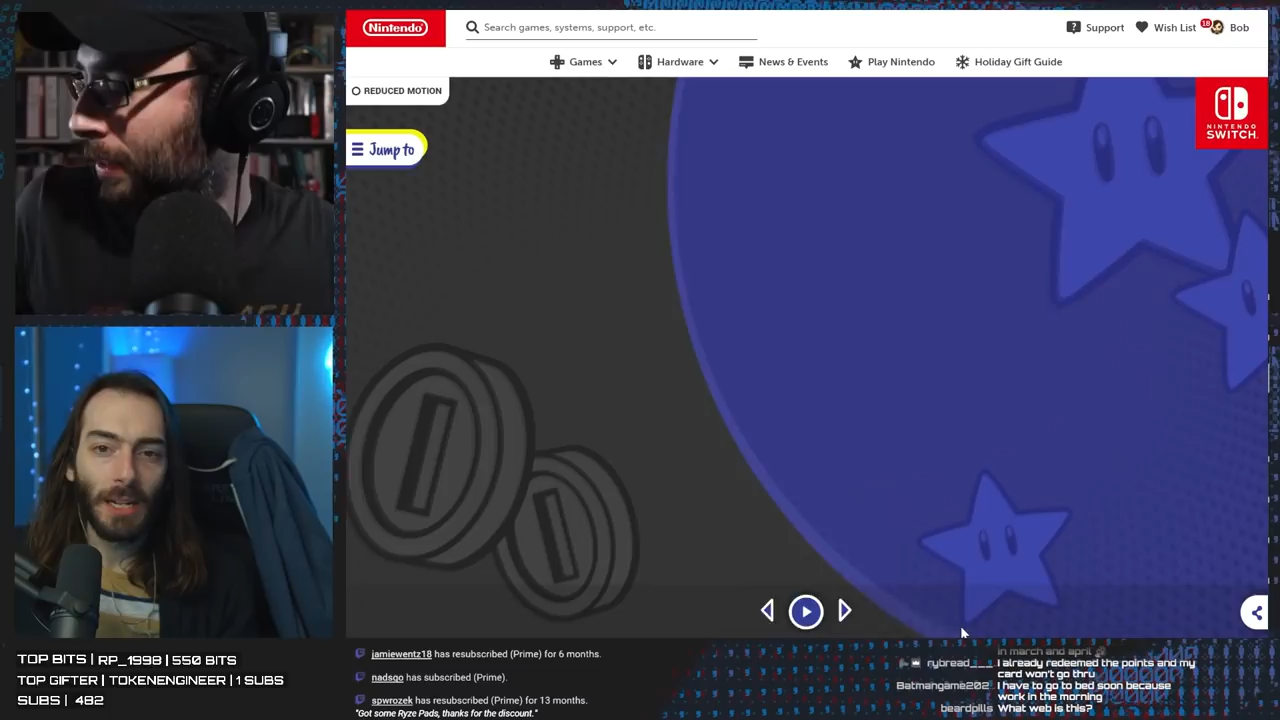 Nintendo
Search games, systems, support, etc.
Support
Wish List
18
Bob
Games
Hardware
News & Events
Play Nintendo
Holiday Gift Guide
REDUCED MOTION
Jump to
NINTENDO
SWITCH
TOP BITS | RP_1998 | 550 BITS
TOP GIFTER | TOKENENGINEER | 1 SUBS
SUBS | 482
jamiewentz18 has resubscribed (Prime) for 6 months.
nadsgo has subscribed (Prime).
spwrozek has resubscribed (Prime) for 13 months.
"Got some Ryze Pads, thanks for the discount."
in march and april
rybread___ I already redeemed the points and my
card won't go thru
Batmangame202 I have to go to bed soon because
work in the morning
beardpills What web is this?